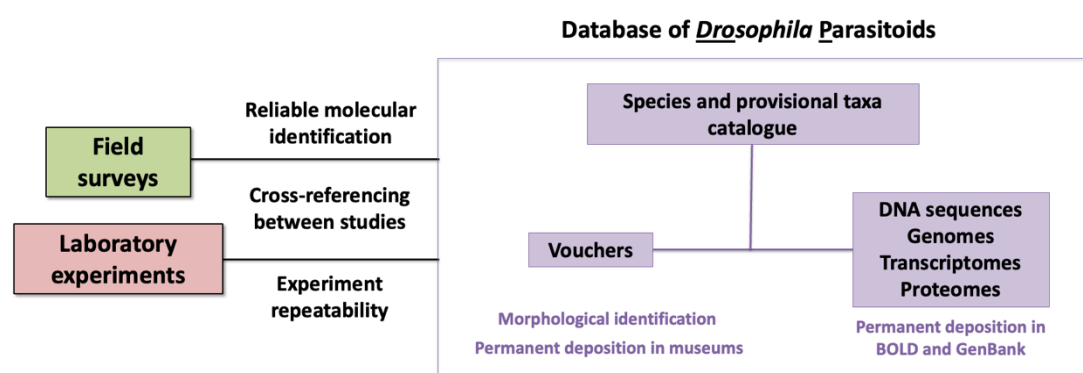 Database of Drosophila Parasitoids
Reliable molecular
identification
Field
surveys
Cross-referencing
between studies
Laboratory
experiments
Experiment
repeatability
Species and provisional taxa
catalogue
Vouchers
DNA sequences
Genomes
Transcriptomes
Proteomes
Morphological identification
Permanent deposition in museums
Permanent deposition in
BOLD and GenBank